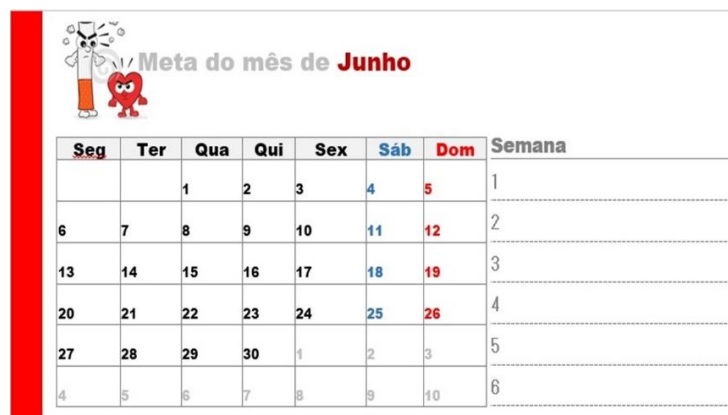 Meta do mês de Junho
Seg Ter Qua Qui Sex Sáb Dom Semana
1 2 3 4 5 1
6 7 8 9 10 11 12 2
13 14 15 16 17 18 19 3
20 21 22 23 24 25 26 4
27 28 29 30 1 2 3 5
4 5 6 7 8 9 10 6